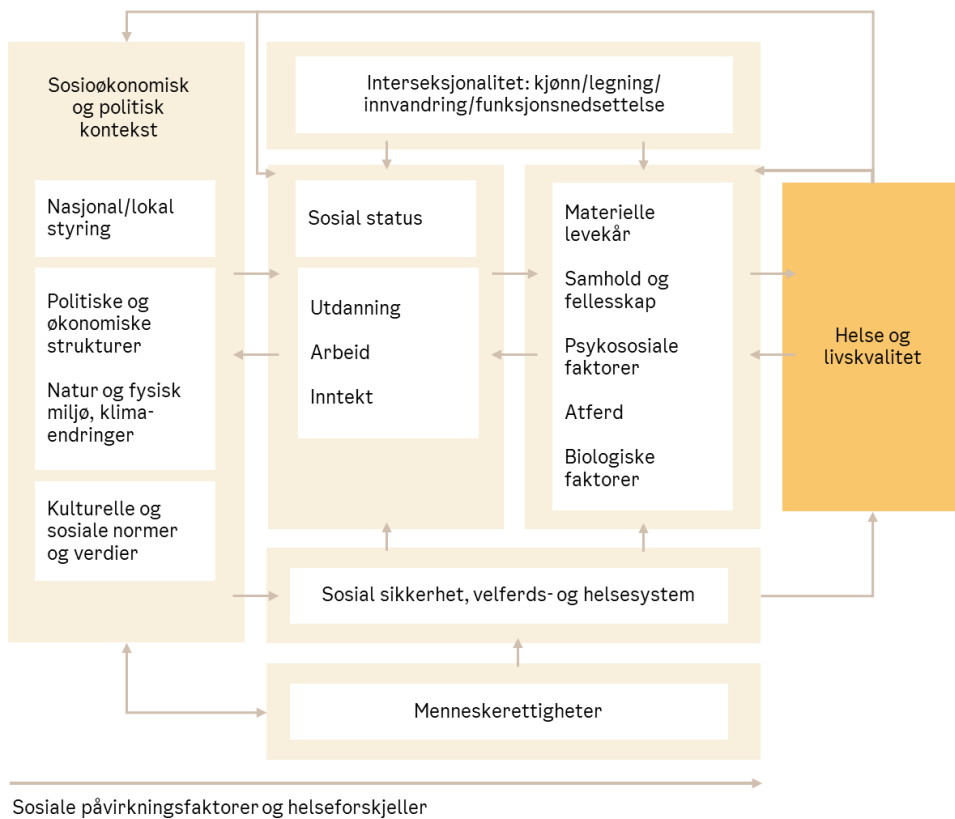 Sosioøkonomisk
og politisk
kontekst
Nasjonal/lokal
styring
Politiske og
økonomiske
strukturer
Natur og fysisk
miljø, klima-
endringer
Kulturelle og
sosiale normer
og verdier
Interseksjonalitet: kjønn/legning/
innvandring/funksjonsnedsettelse
Sosial status
Utdanning
Arbeid
Inntekt
Materielle
levekår
Samhold og
fellesskap
Psykososiale
faktorer
Atferd
Biologiske
faktorer
Helse og
livskvalitet
Sosial sikkerhet, velferds- og helsesystem
Menneskerettigheter
Sosiale påvirkningsfaktorer og helseforskjeller